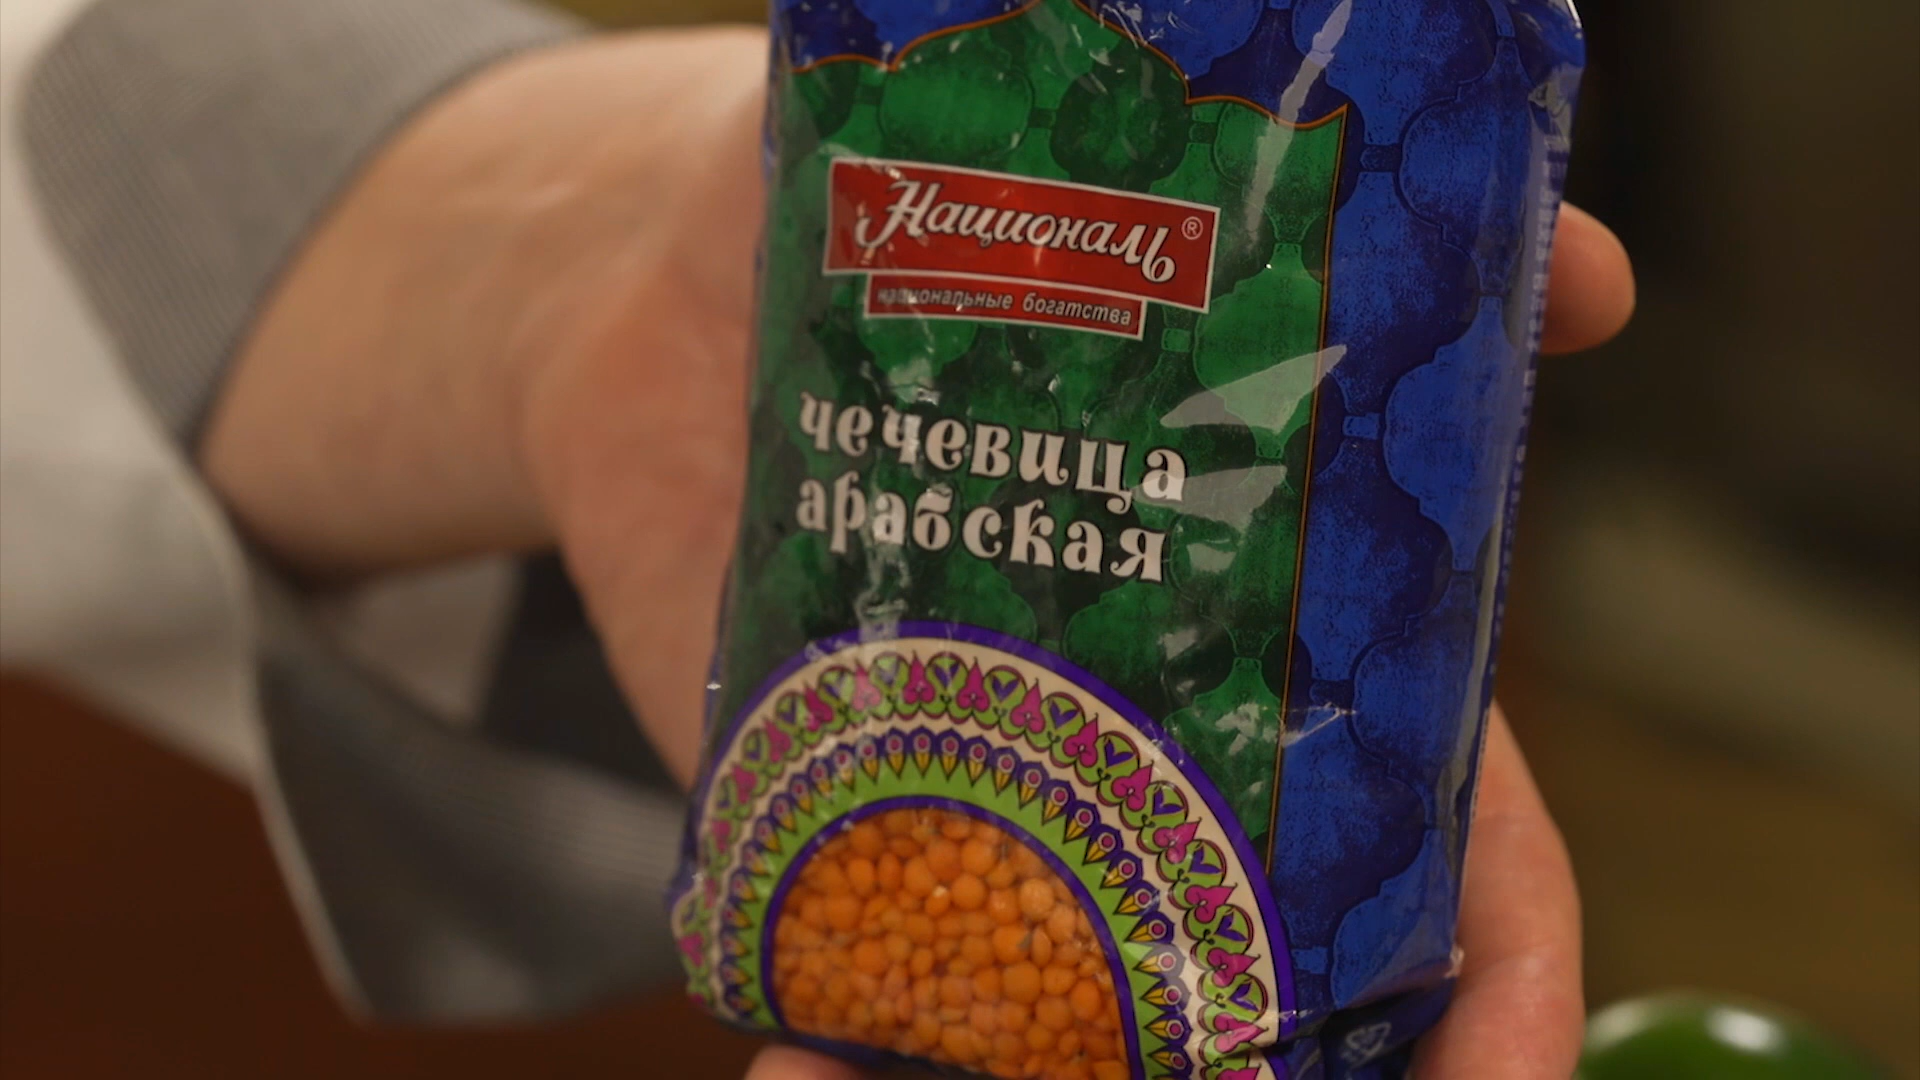 Националь®
национальные богатства
чечевица
арабская